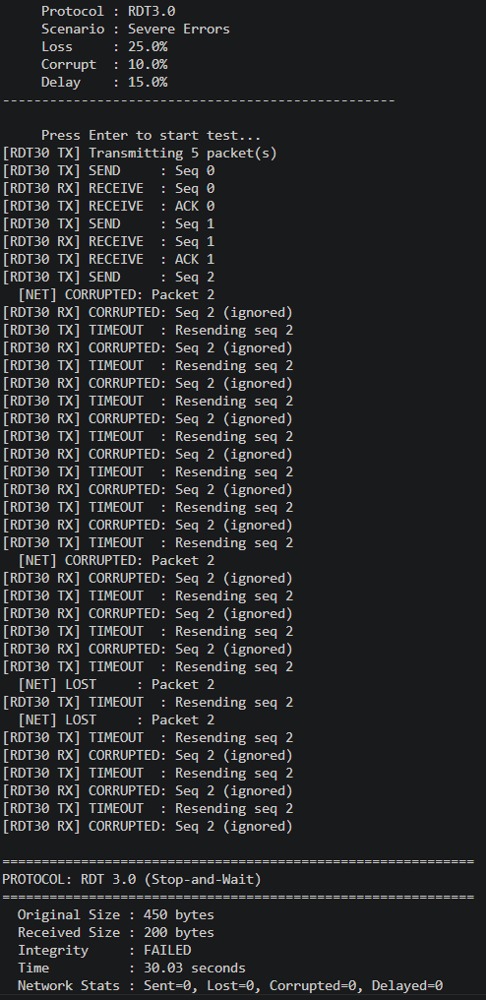 Protocol : RDT3.0
Scenario : Severe Errors
Loss     : 25.0%
Corrupt  : 10.0%
Delay    : 15.0%
--------------------------------------------------
Press Enter to start test...
[RDT30 TX] Transmitting 5 packet(s)
[RDT30 TX] SEND     : Seq 0
[RDT30 RX] RECEIVE  : Seq 0
[RDT30 TX] RECEIVE  : ACK 0
[RDT30 TX] SEND     : Seq 1
[RDT30 RX] RECEIVE  : Seq 1
[RDT30 TX] RECEIVE  : ACK 1
[RDT30 TX] SEND     : Seq 2
[NET] CORRUPTED: Packet 2
[RDT30 RX] CORRUPTED: Seq 2 (ignored)
[RDT30 TX] TIMEOUT  : Resending seq 2
[RDT30 RX] CORRUPTED: Seq 2 (ignored)
[RDT30 TX] TIMEOUT  : Resending seq 2
[RDT30 RX] CORRUPTED: Seq 2 (ignored)
[RDT30 TX] TIMEOUT  : Resending seq 2
[RDT30 RX] CORRUPTED: Seq 2 (ignored)
[RDT30 TX] TIMEOUT  : Resending seq 2
[RDT30 RX] CORRUPTED: Seq 2 (ignored)
[RDT30 TX] TIMEOUT  : Resending seq 2
[RDT30 RX] CORRUPTED: Seq 2 (ignored)
[RDT30 TX] TIMEOUT  : Resending seq 2
[RDT30 RX] CORRUPTED: Seq 2 (ignored)
[RDT30 TX] TIMEOUT  : Resending seq 2
[NET] CORRUPTED: Packet 2
[RDT30 RX] CORRUPTED: Seq 2 (ignored)
[RDT30 TX] TIMEOUT  : Resending seq 2
[RDT30 RX] CORRUPTED: Seq 2 (ignored)
[RDT30 TX] TIMEOUT  : Resending seq 2
[RDT30 RX] CORRUPTED: Seq 2 (ignored)
[RDT30 TX] TIMEOUT  : Resending seq 2
[NET] LOST     : Packet 2
[RDT30 TX] TIMEOUT  : Resending seq 2
[NET] LOST     : Packet 2
[RDT30 TX] TIMEOUT  : Resending seq 2
[RDT30 RX] CORRUPTED: Seq 2 (ignored)
[RDT30 TX] TIMEOUT  : Resending seq 2
[RDT30 RX] CORRUPTED: Seq 2 (ignored)
[RDT30 TX] TIMEOUT  : Resending seq 2
[RDT30 RX] CORRUPTED: Seq 2 (ignored)
============================================================
PROTOCOL: RDT 3.0 (Stop-and-Wait)
============================================================
Original Size : 450 bytes
Received Size : 200 bytes
Integrity     : FAILED
Time          : 30.03 seconds
Network Stats : Sent=0, Lost=0, Corrupted=0, Delayed=0